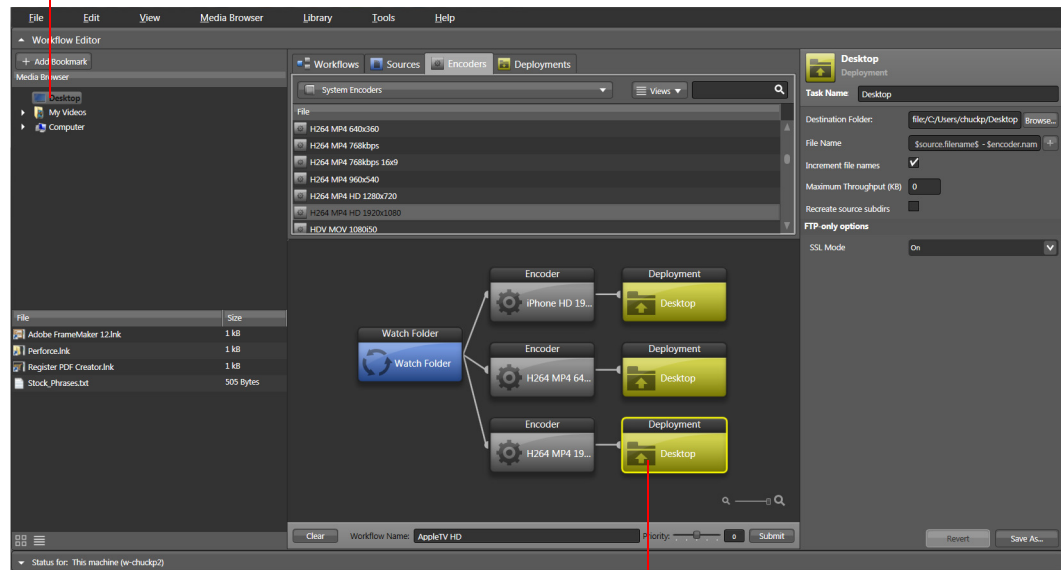 File Edit View Media Browser Library Tools Help
Workflow Editor
+ Add Bookmark
Media Browser
Desktop
My Videos
Computer
File Size
Adobe FrameMaker 12.lnk 1 kB
Perforce.lnk 1 kB
Register PDF Creator.lnk 1 kB
Stock_Phrases.txt 505 Bytes
Workflows Sources Encoders Deployments
System Encoders Views
File
H264 MP4 640x360
H264 MP4 768kbps
H264 MP4 768kbps 16x9
H264 MP4 960x540
H264 MP4 HD 1280x720
H264 MP4 HD 1920x1080
HDV MOV 1080i50
Encoder Deployment
iPhone HD 19... Desktop
Watch Folder
Watch Folder
Encoder Deployment
H264 MP4 64... Desktop
Encoder Deployment
H264 MP4 19... Desktop
Clear Workflow Name: AppleTV HD Priority: 0 Submit
Desktop
Deployment
Task Name: Desktop
Destination Folder: file:/C:/Users/chuckp/Desktop Browse...
File Name $source.filename$ - $encoder.nam +
Increment file names
Maximum Throughput (KB) 0
Recreate source subdirs
FTP-only options
SSL Mode On
Revert Save As...
Status for: This machine (w-chuckp2)